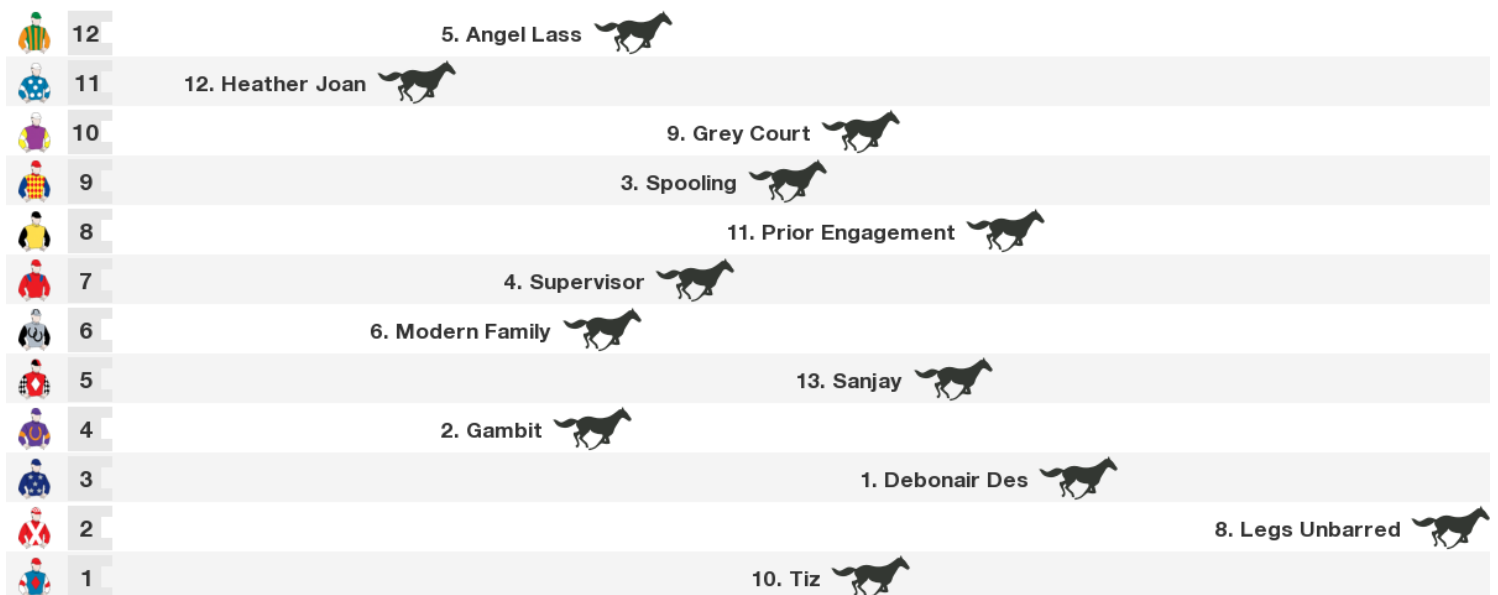 12 5. Angel Lass
11 12. Heather Joan
10 9. Grey Court
9 3. Spooling
8 11. Prior Engagement
7 4. Supervisor
6 6. Modern Family
5 13. Sanjay
4 2. Gambit
3 1. Debonair Des
2 8. Legs Unbarred
1 10. Tiz